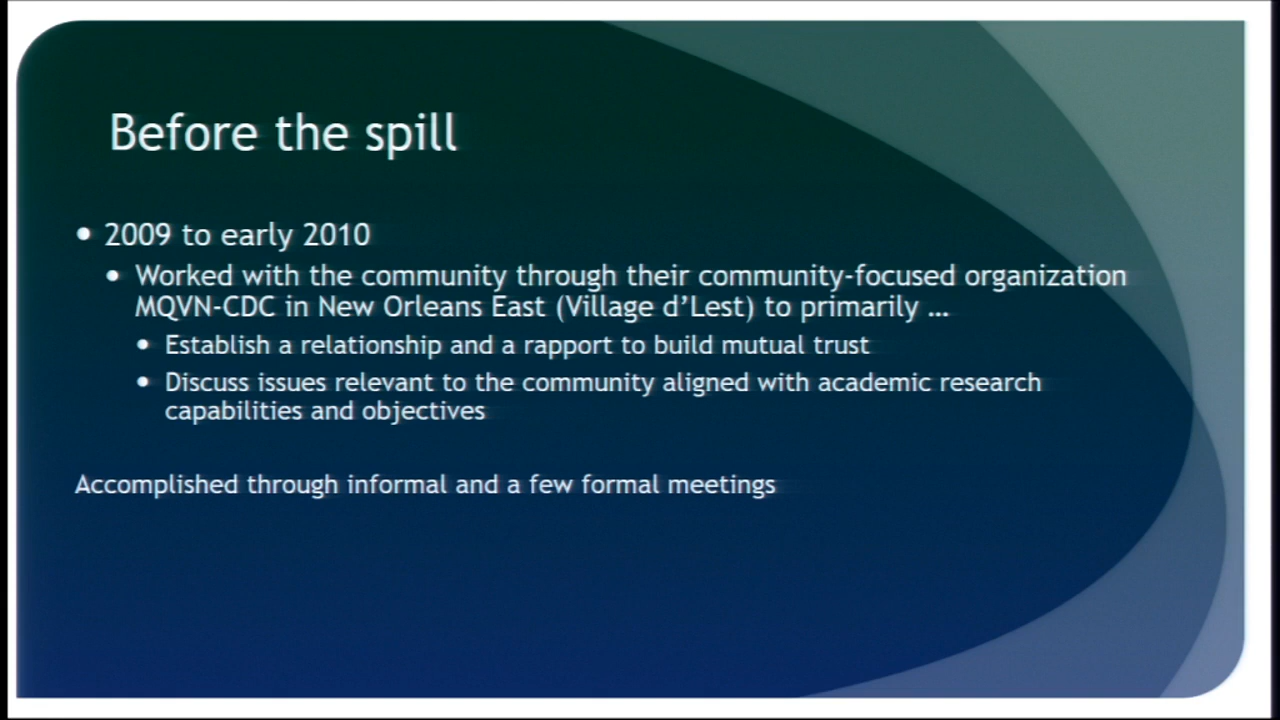 Before the spill
• 2009 to early 2010
• Worked with the community through their community-focused organization
MQVN-CDC in New Orleans East (Village d’Lest) to primarily …
• Establish a relationship and a rapport to build mutual trust
• Discuss issues relevant to the community aligned with academic research
capabilities and objectives
Accomplished through informal and a few formal meetings